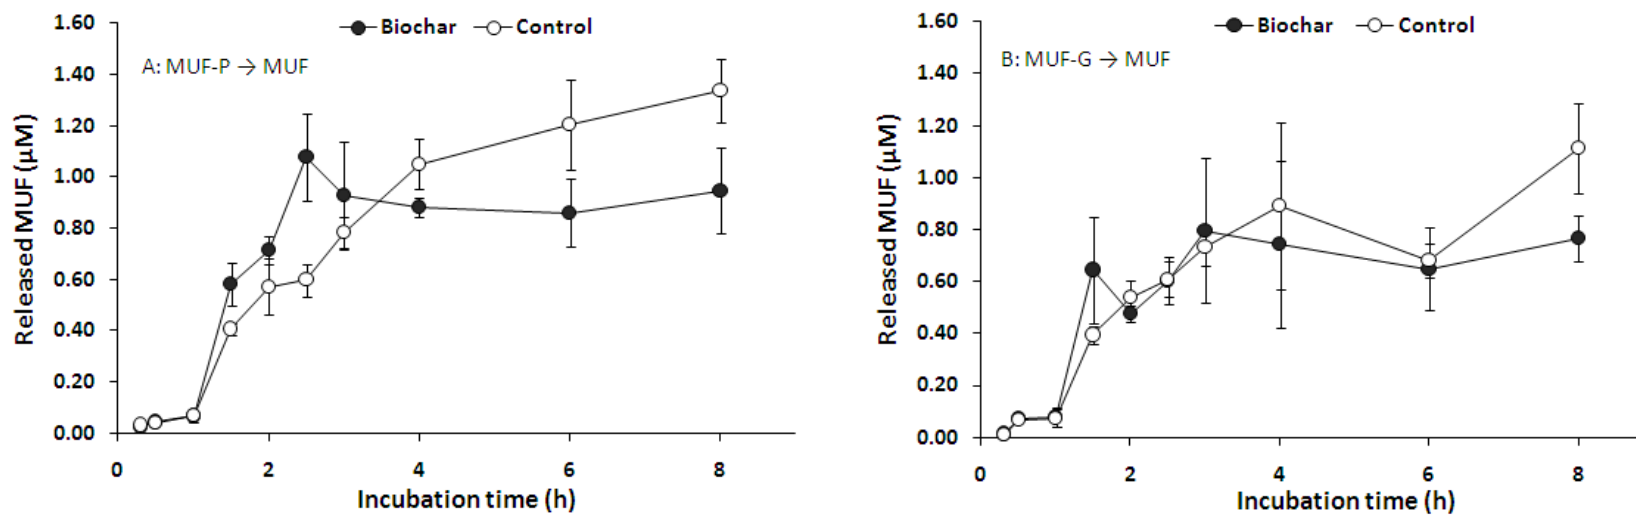 Biochar Control
A: MUF-P → MUF
Released MUF (µM)
1.60
1.40
1.20
1.00
0.80
0.60
0.40
0.20
0.00
0 2 4 6 8
Incubation time (h)
Biochar Control
B: MUF-G → MUF
Released MUF (µM)
1.60
1.40
1.20
1.00
0.80
0.60
0.40
0.20
0.00
0 2 4 6 8
Incubation time (h)